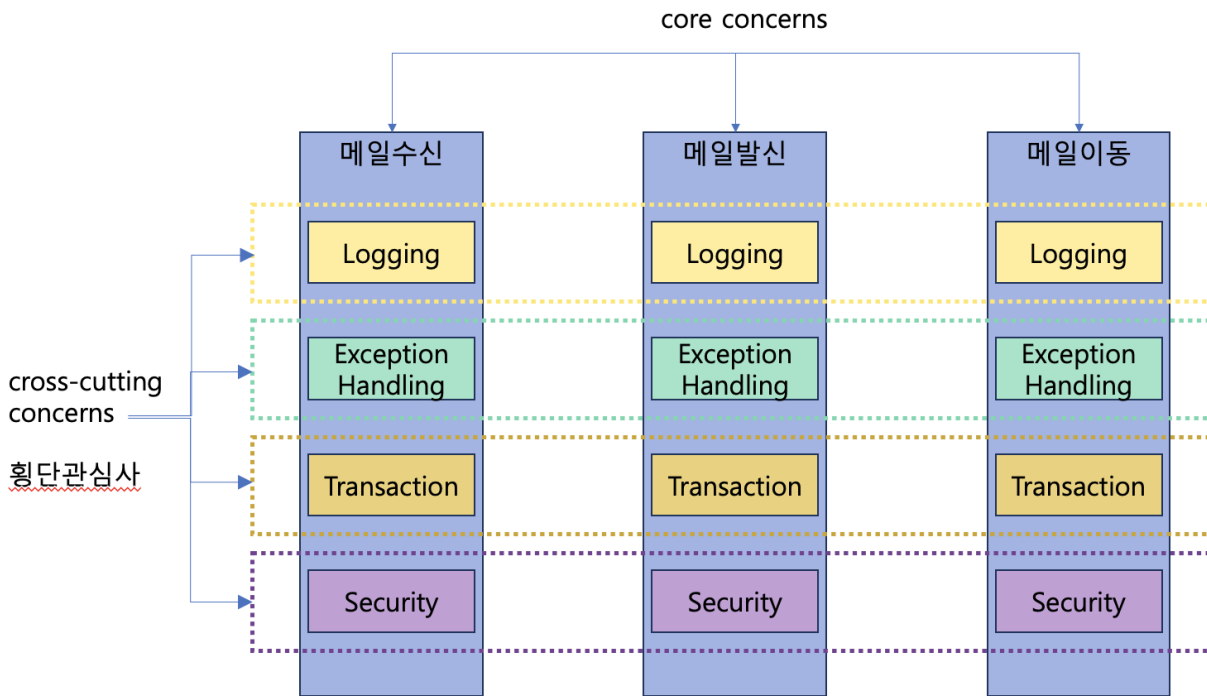 core concerns
메일수신
메일발신
메일이동
Logging
Logging
Logging
Exception
Handling
Exception
Handling
Exception
Handling
cross-cutting
concerns
횡단관심사
Transaction
Transaction
Transaction
Security
Security
Security